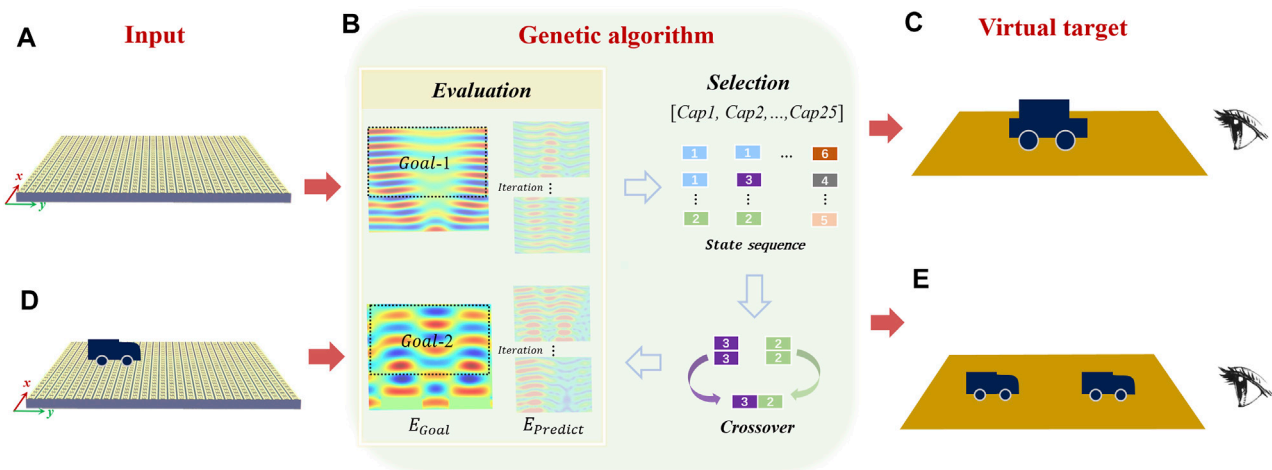 A
Input
B
Genetic algorithm
C
Virtual target
Evaluation
Selection
[Cap1, Cap2,...,Cap25]
Goal-1
Iteration ⋮
1 1 ... 6
1 3 4
⋮ ⋮ ⋮
2 2 5
State sequence
x
y
D
E
Goal-2
Iteration ⋮
3 2
3 2
3 2
Crossover
E_Goal
E_Predict
x
y